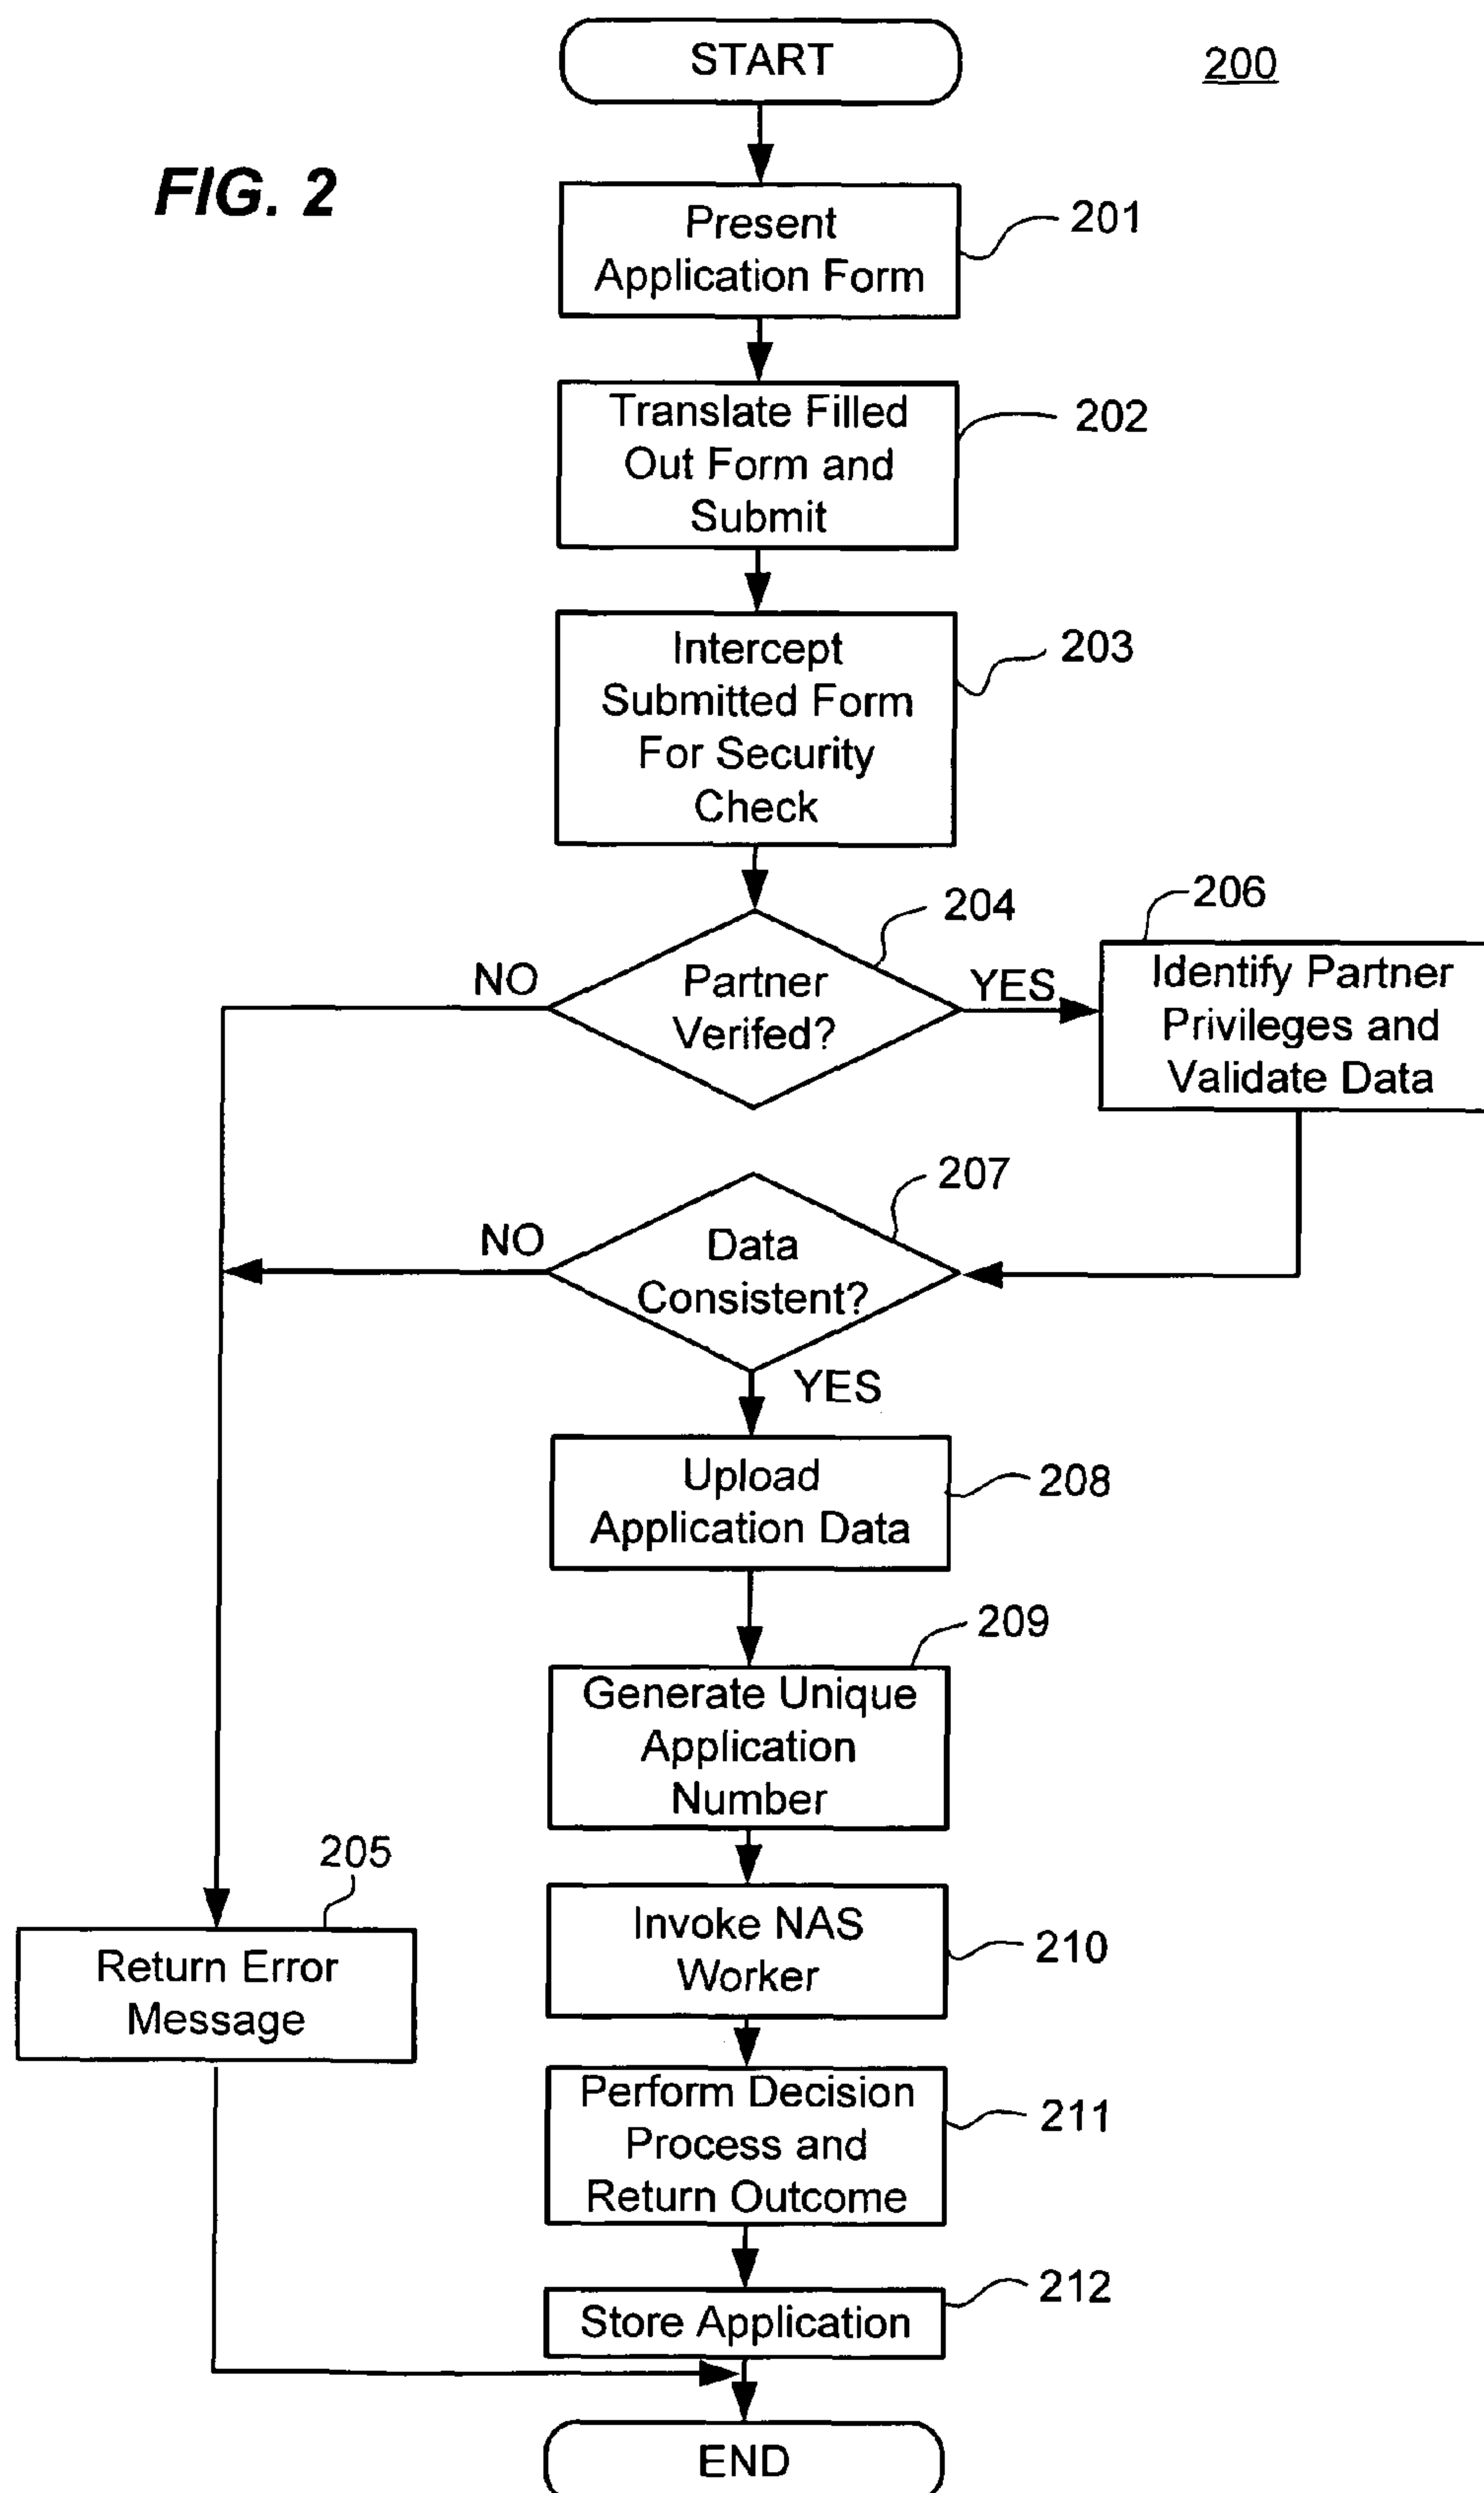 START
200
FIG. 2
Present
Application Form
201
Translate Filled
Out Form and
Submit
202
Intercept
Submitted Form
For Security
Check
203
204
206
NO
Partner
Verifed?
YES
Identify Partner
Privileges and
Validate Data
207
NO
Data
Consistent?
YES
Upload
Application Data
208
209
Generate Unique
Application
Number
205
Return Error
Message
Invoke NAS
Worker
210
Perform Decision
Process and
Return Outcome
211
Store Application
212
END